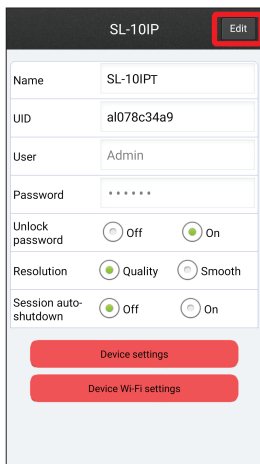 SL-10IP Edit
Name SL-10IPT
UID al078c34a9
User Admin
Password ••••••
Unlock
password Off On
Resolution Quality Smooth
Session auto-
shutdown Off On
Device settings
Device Wi-Fi settings